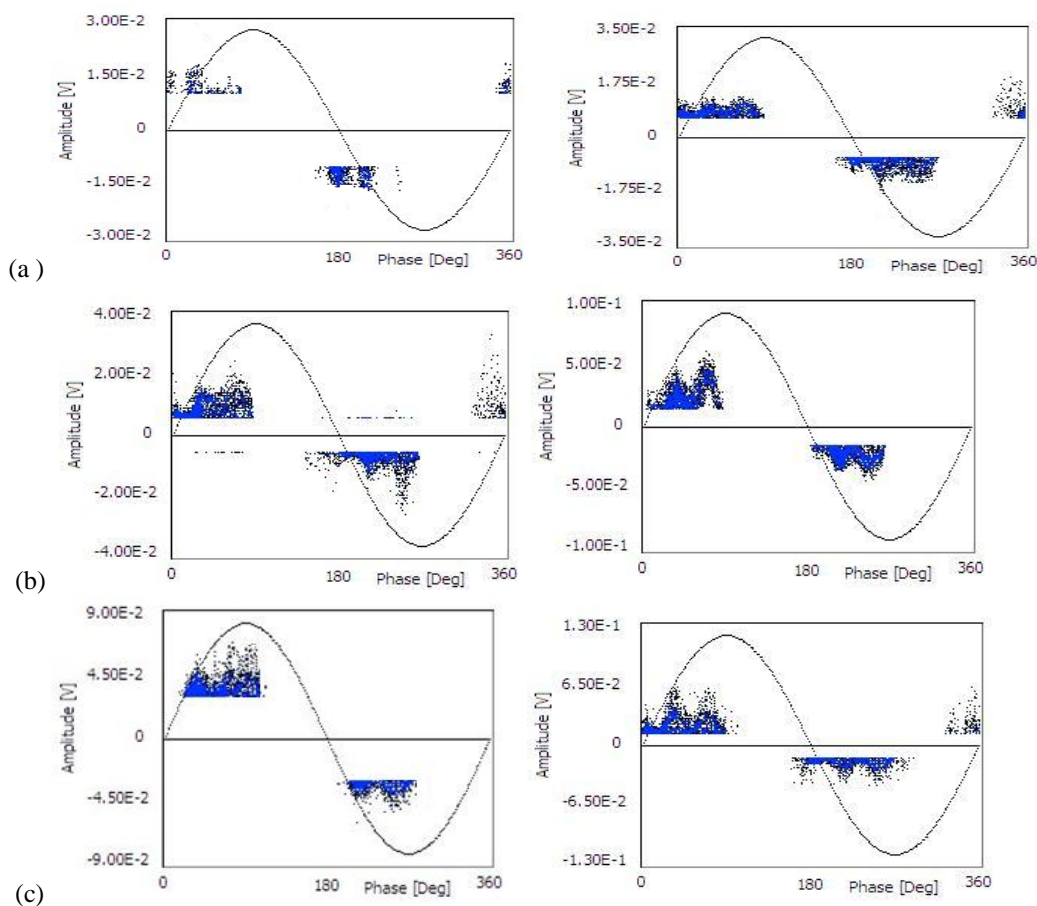 3.00E-2
1.50E-2
0
-1.50E-2
-3.00E-2
Amplitude [V]
0
180
Phase [Deg]
360
3.50E-2
1.75E-2
0
-1.75E-2
-3.50E-2
Amplitude [V]
0
180
Phase [Deg]
360
(a )
4.00E-2
2.00E-2
0
-2.00E-2
-4.00E-2
Amplitude [V]
0
180
Phase [Deg]
360
1.00E-1
5.00E-2
0
-5.00E-2
-1.00E-1
Amplitude [V]
0
180
Phase [Deg]
360
(b)
9.00E-2
4.50E-2
0
-4.50E-2
-9.00E-2
Amplitude [V]
180
Phase [Deg]
360
1.30E-1
6.50E-2
0
-6.50E-2
-1.30E-1
Amplitude [V]
0
180
Phase [Deg]
360
(c)